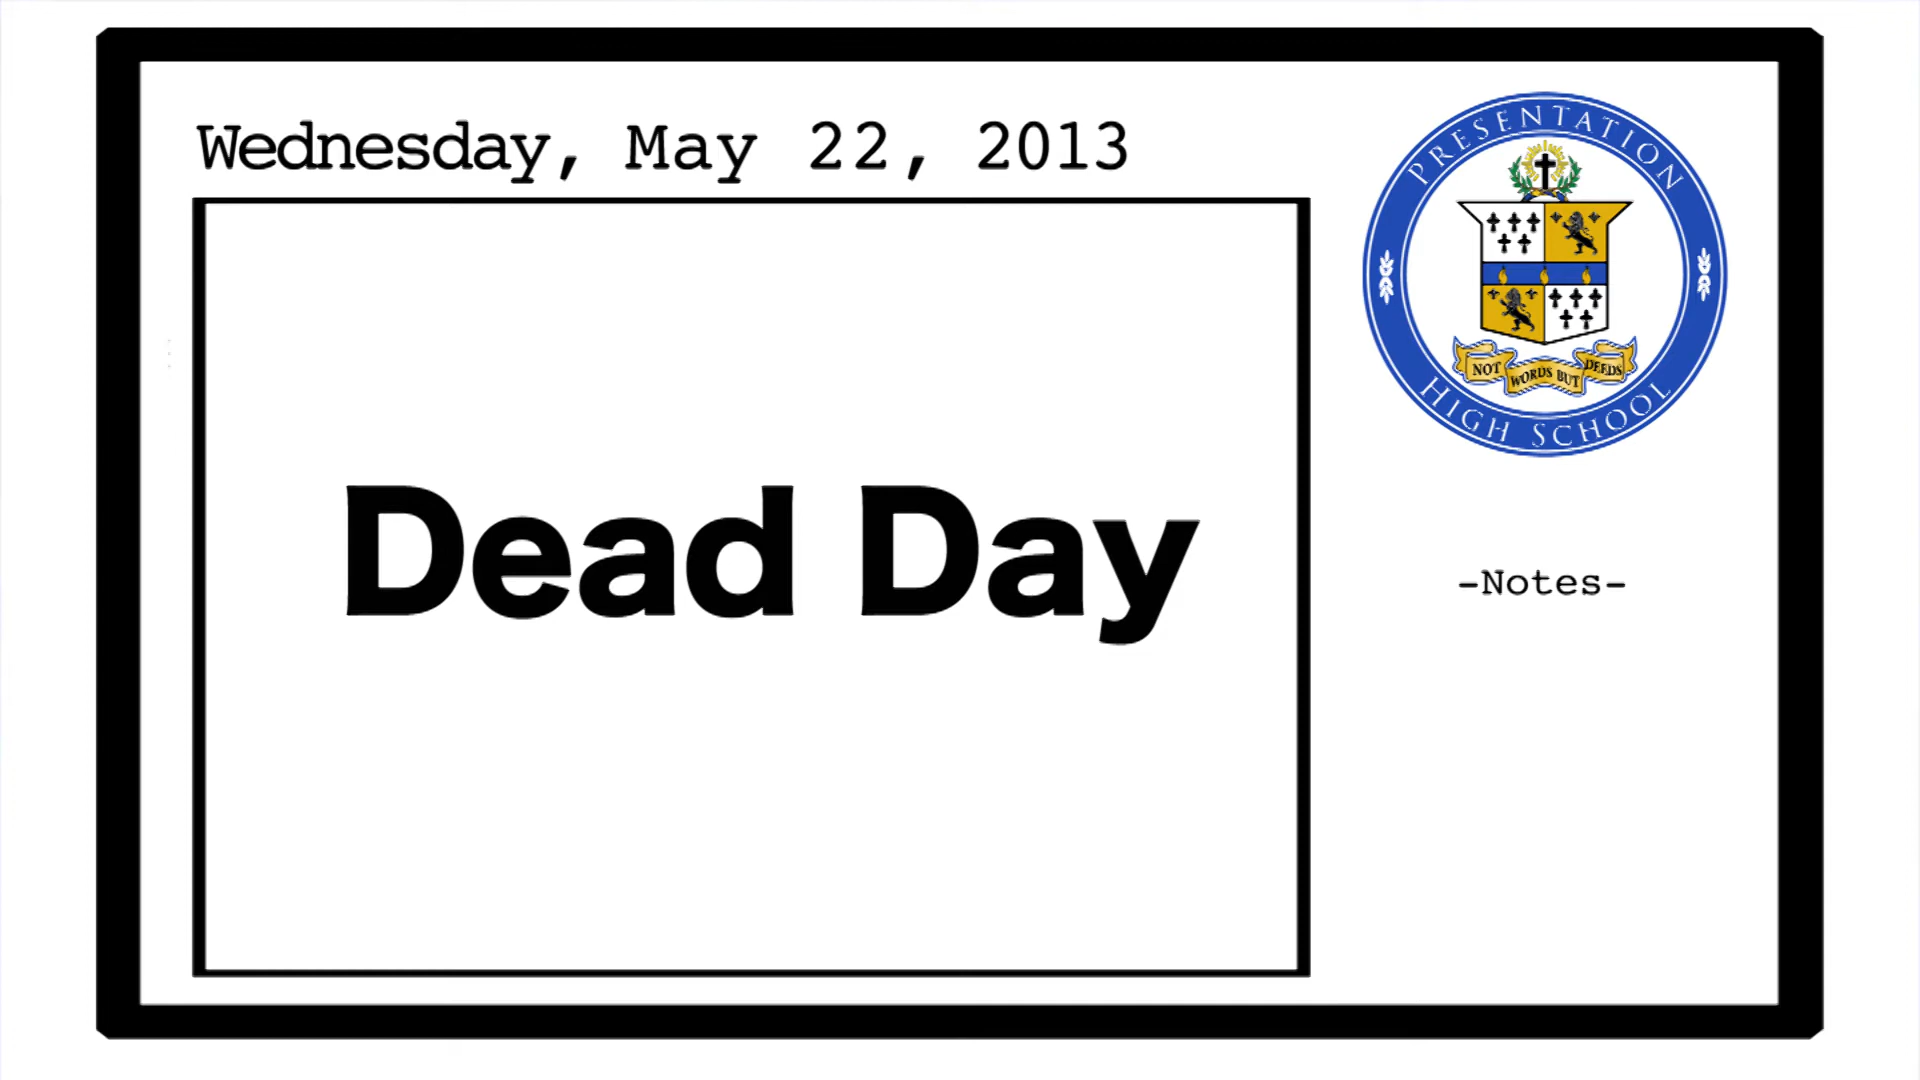 Wednesday, May 22, 2013
PRESENTATION
NOT WORDS BUT DEEDS
HIGH SCHOOL
Dead Day
-Notes-